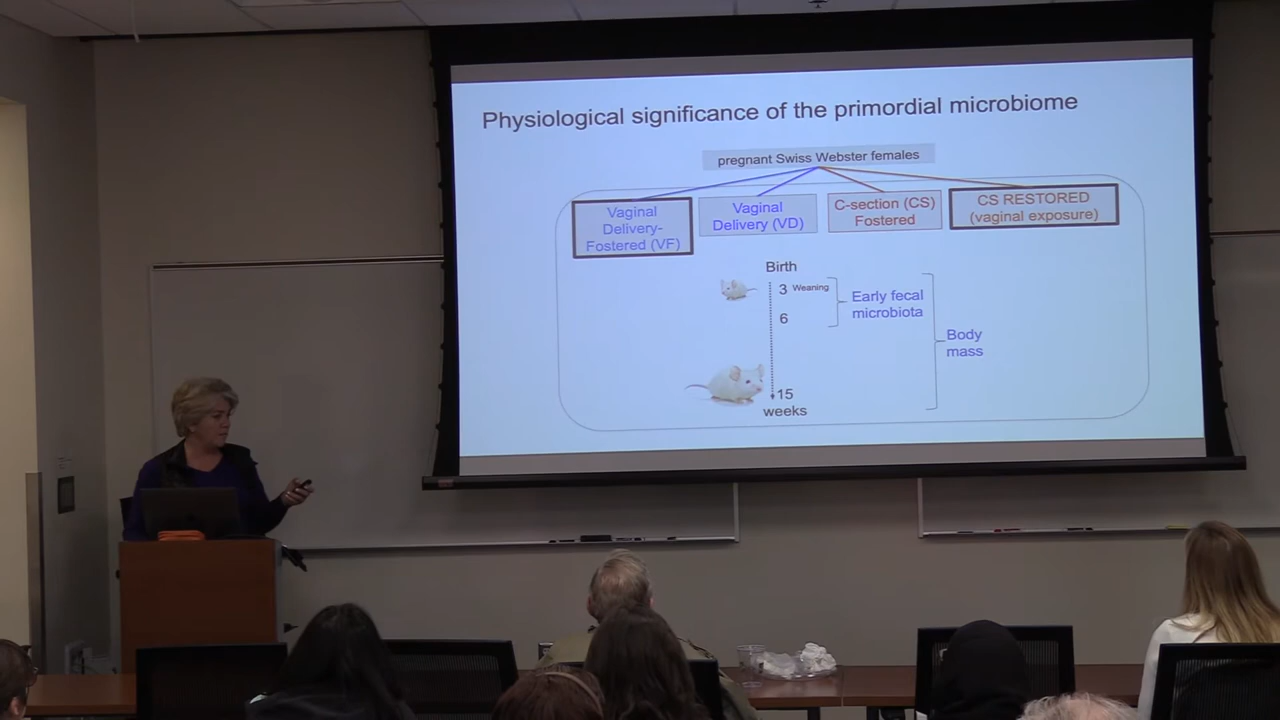 Physiological significance of the primordial microbiome
pregnant Swiss Webster females
Vaginal
Delivery-
Fostered (VF)
Vaginal
Delivery (VD)
C-section (CS)
Fostered
CS RESTORED
(vaginal exposure)
Birth
3 Weaning
6
15
weeks
Early fecal
microbiota
Body
mass